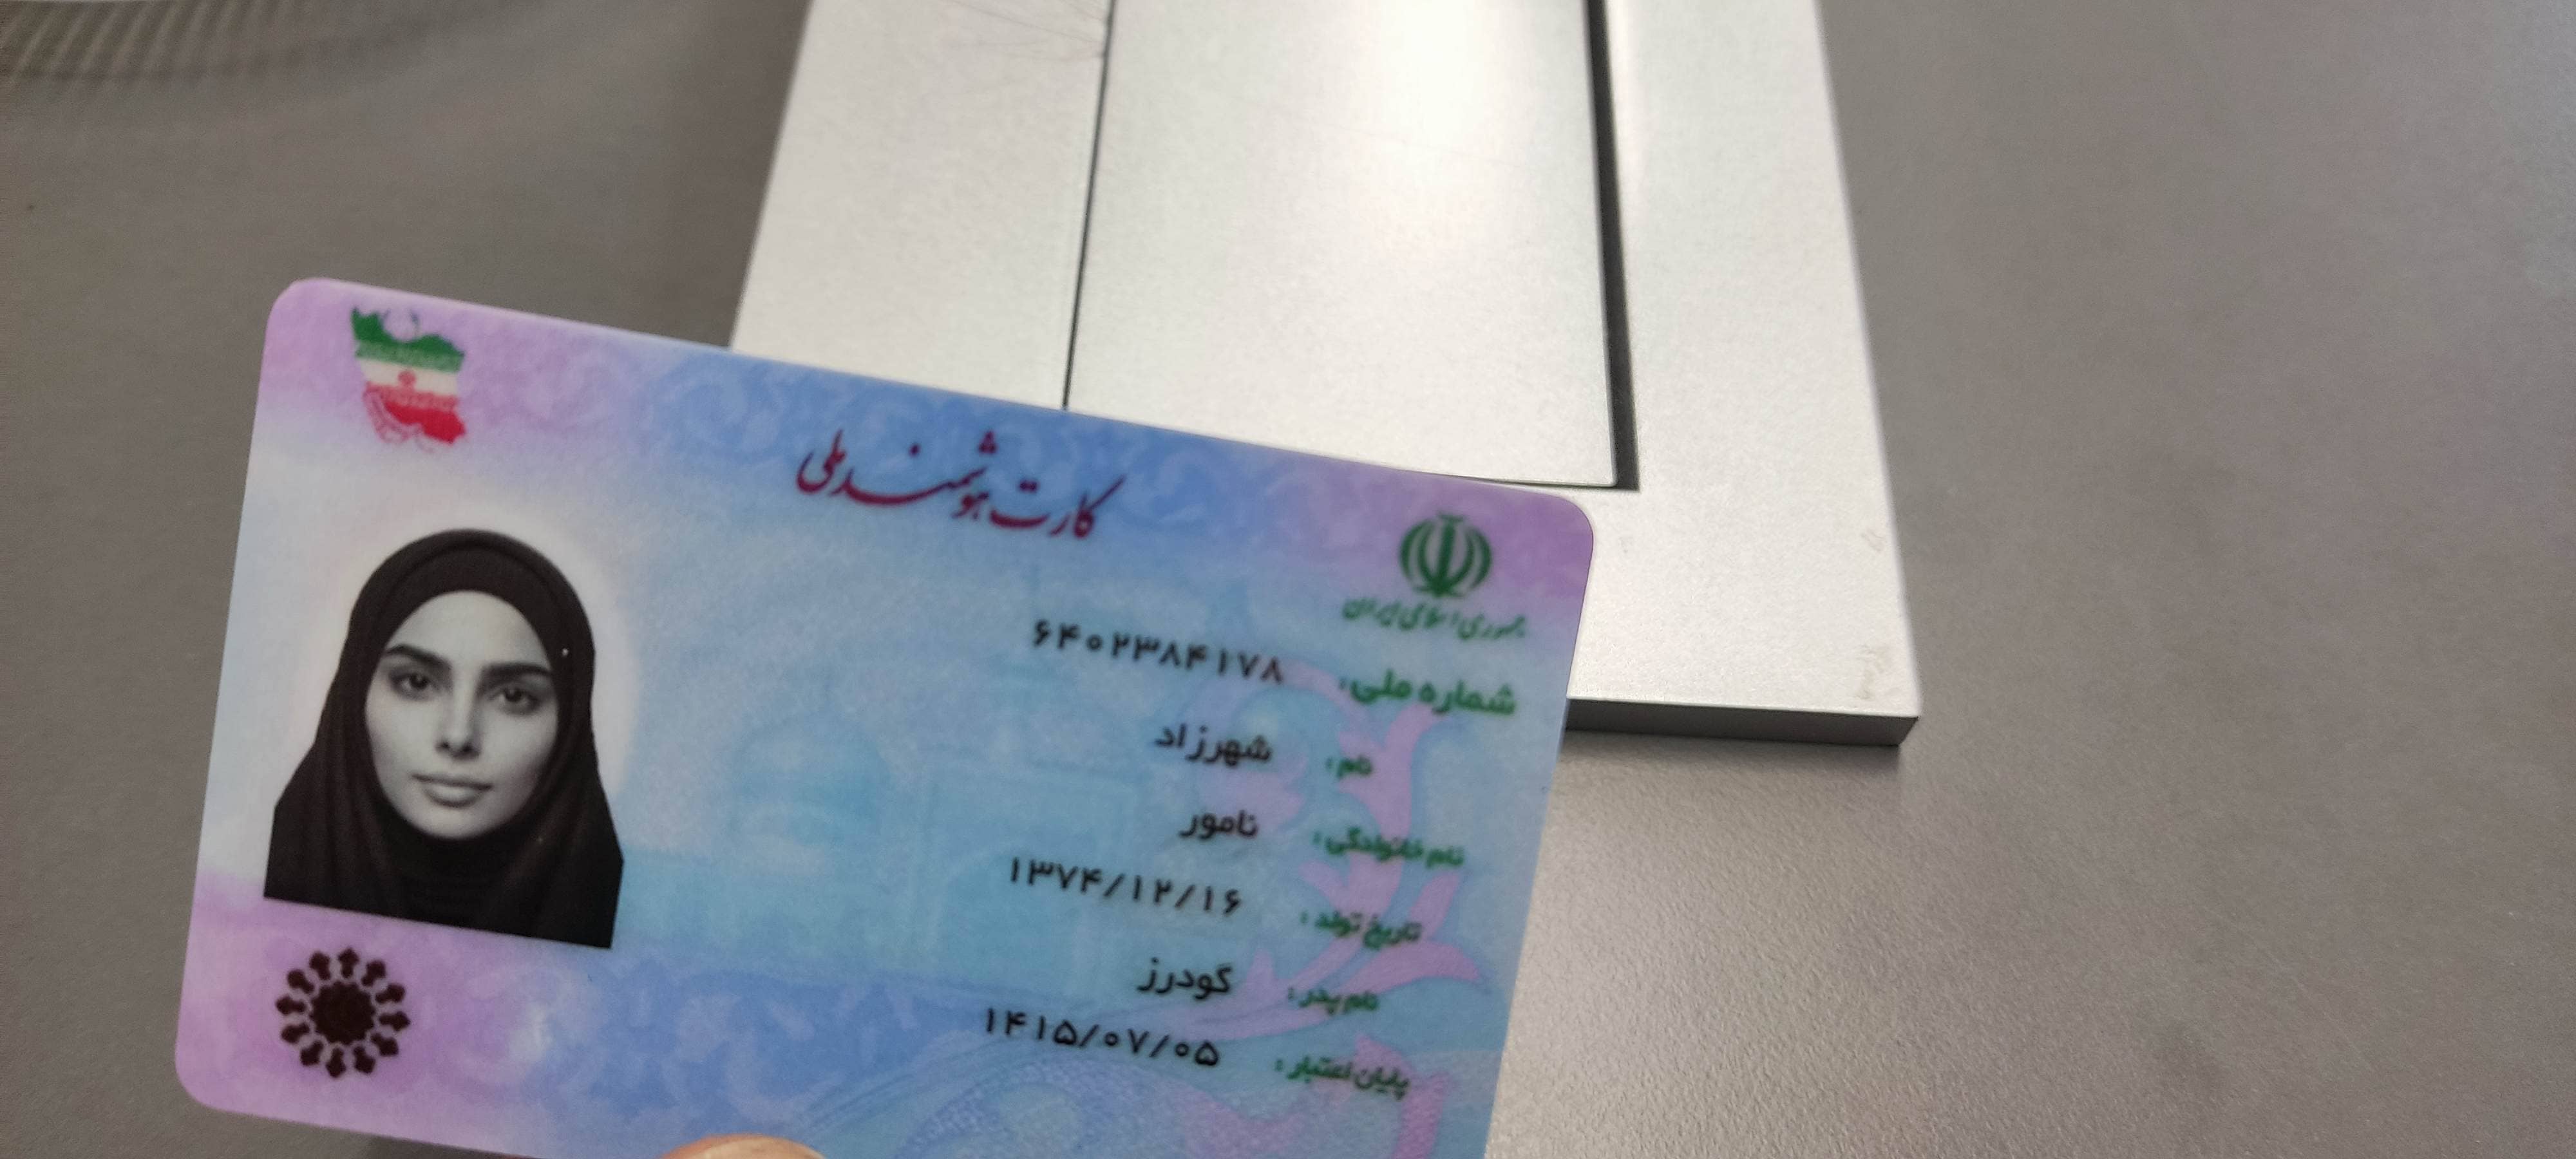 کارت هوشمند ملی
جمهوری اسلامی ایران
شماره ملی: ۶۴۰۲۳۸۴۱۷۸
نام: شهرزاد
نام خانوادگی: نامور
تاریخ تولد: ۱۳۷۴/۱۲/۱۶
نام پدر: گودرز
پایان اعتبار: ۱۴۱۵/۰۷/۰۵